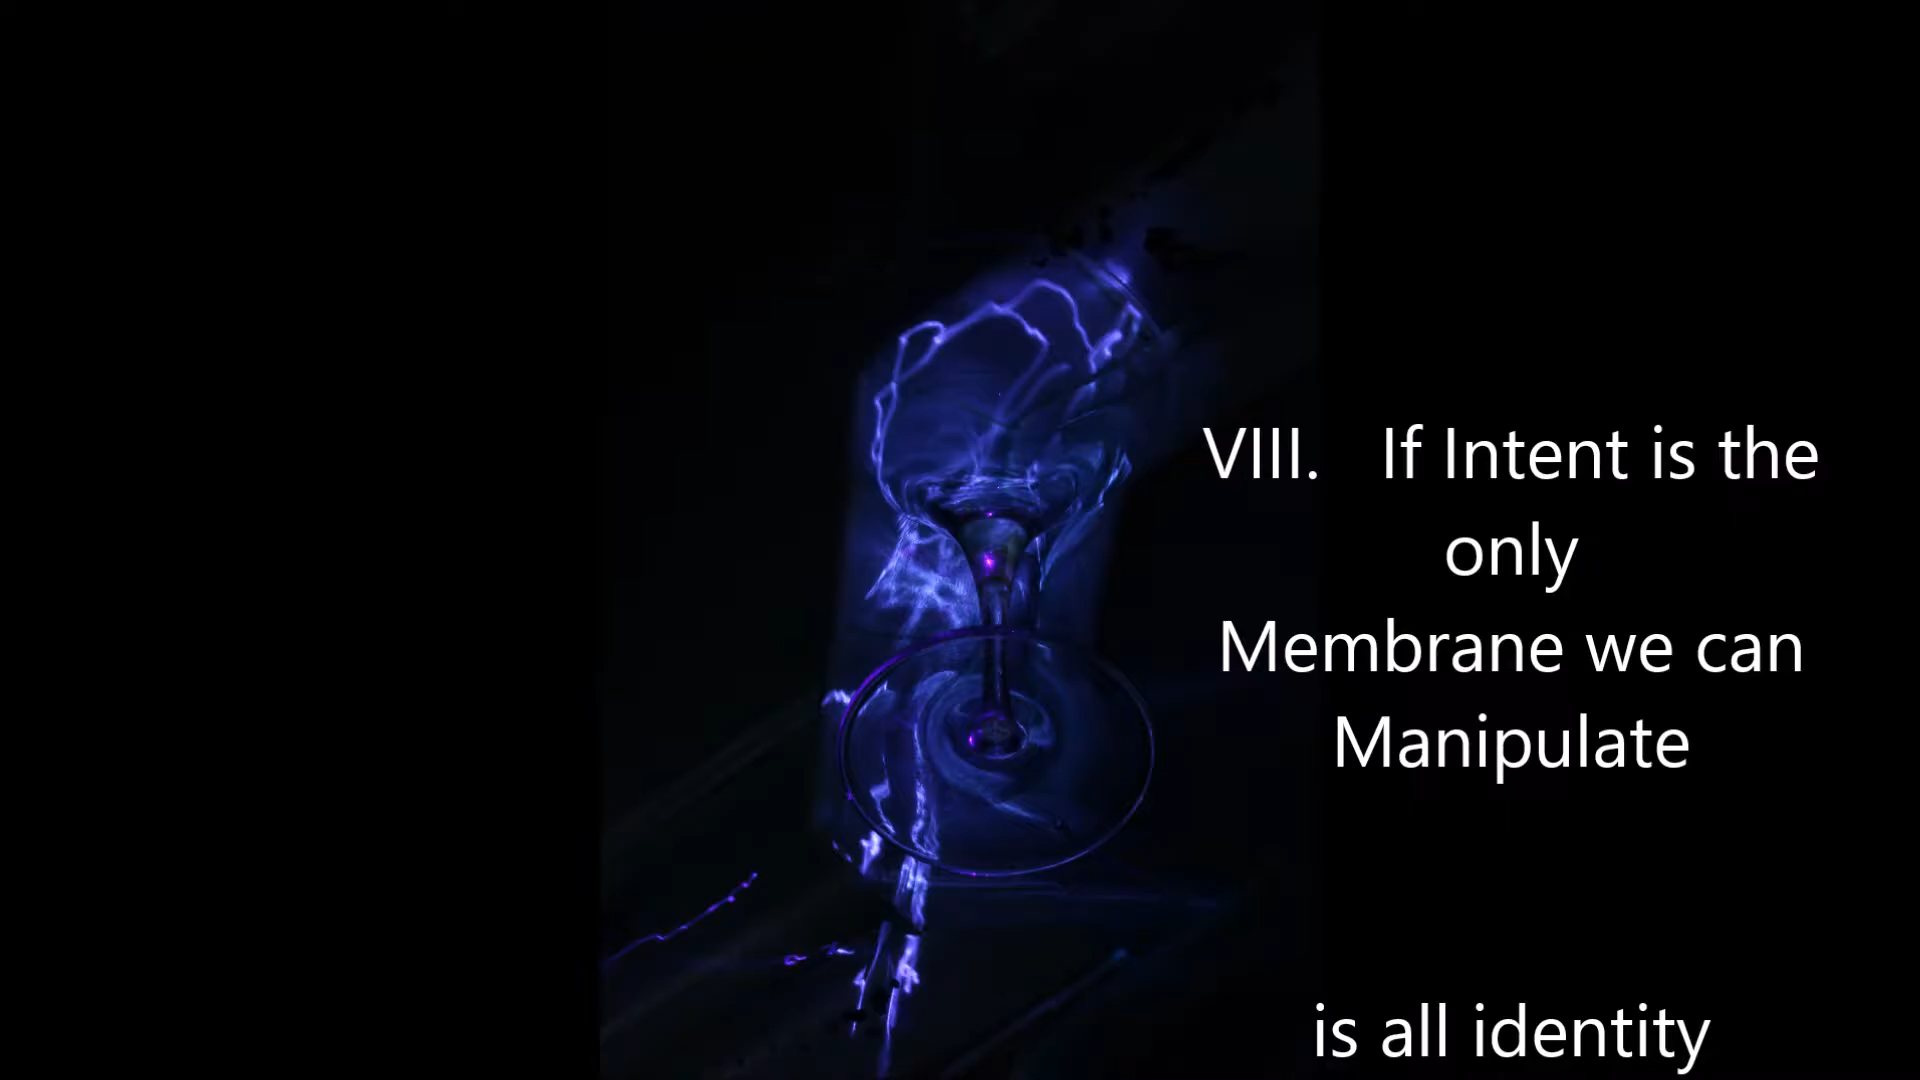 VIII.   If Intent is the
only
Membrane we can
Manipulate
is all identity